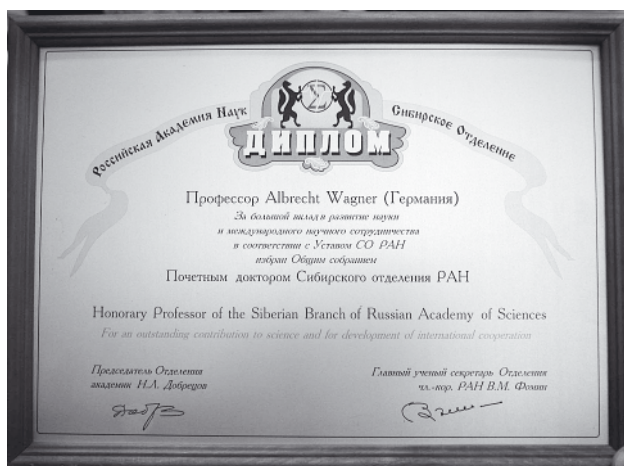 Российская Академия Наук
Сибирское Отделение
Σ
ДИПЛОМ
Профессор Albrecht Wagner (Германия)
За большой вклад в развитие науки
и международного научного сотрудничества
в соответствии с Уставом СО РАН
избран Общим собранием
Почетным доктором Сибирского отделения РАН
Honorary Professor of the Siberian Branch of Russian Academy of Sciences
For an outstanding contribution to science and for development of international cooperation
Председатель Отделения
академик Н.Л. Добрецов
Главный ученый секретарь Отделения
чл.-кор. РАН В.М. Фомин